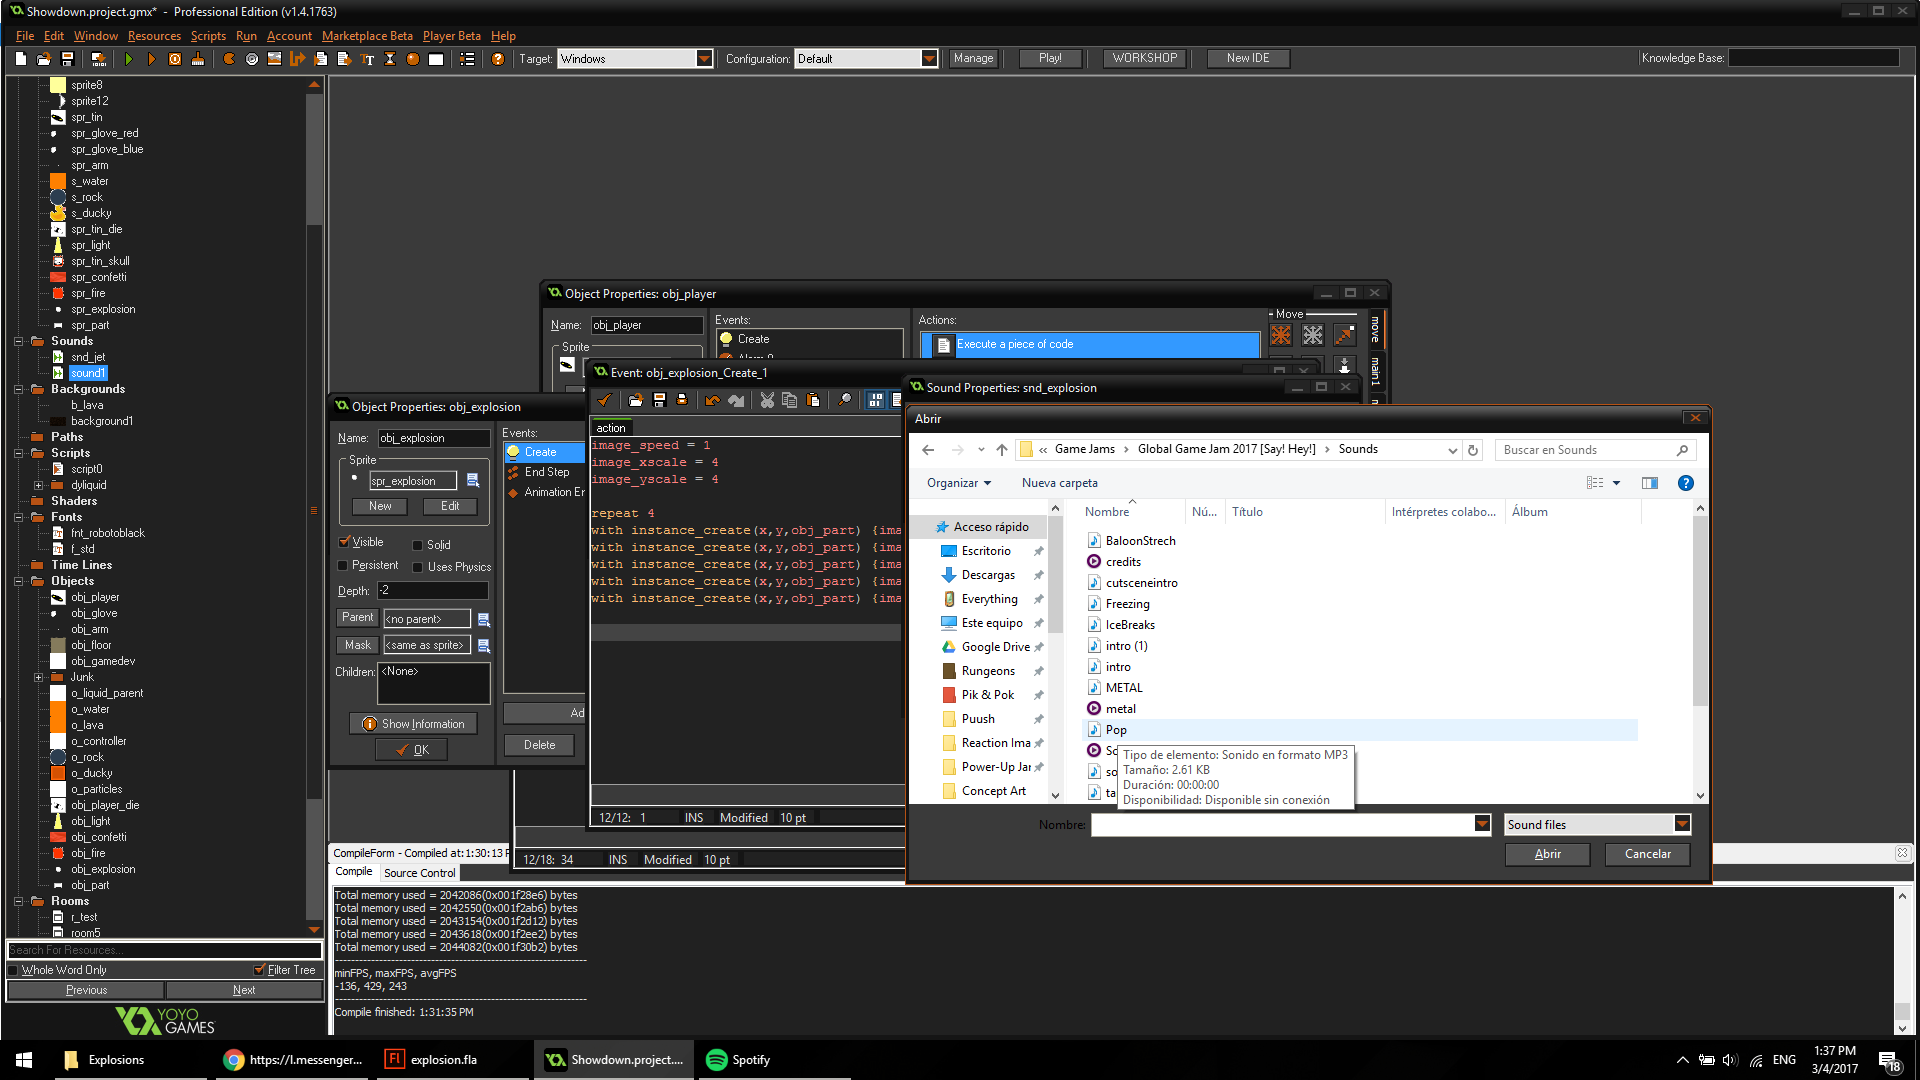 Showdown.project.gmx* - Professional Edition (v1.4.1763)
File Edit Window Resources Scripts Run Account Marketplace Beta Player Beta Help
Target: Windows Configuration: Default Manage Play! WORKSHOP New IDE Knowledge Base:
sprite8
sprite12
spr_tin
spr_glove_red
spr_glove_blue
spr_arm
s_water
s_rock
s_ducky
spr_tin_die
spr_light
spr_tin_skull
spr_confetti
spr_fire
spr_explosion
spr_part
Sounds
snd_jet
sound1
Backgrounds
b_lava
background1
Paths
Scripts
script0
dyliquid
Shaders
Fonts
fnt_robotoblack
f_std
Time Lines
Objects
obj_player
obj_glove
obj_arm
obj_floor
obj_gamedev
Junk
o_liquid_parent
o_water
o_lava
o_controller
o_rock
o_ducky
o_particles
obj_player_die
obj_light
obj_confetti
obj_fire
obj_explosion
obj_part
Rooms
r_test
room5
Search For Resources...
Whole Word Only Filter Tree
Previous Next
YOYO
GAMES
Object Properties: obj_player
Name: obj_player
Sprite
Events:
Create
Actions:
Execute a piece of code
Move
move
main1
Object Properties: obj_explosion
Name: obj_explosion
Sprite
spr_explosion
New Edit
Visible Solid
Persistent Uses Physics
Depth: -2
Parent <no parent>
Mask <same as sprite>
Children: <None>
Show Information
OK
Events:
Create
End Step
Animation En
Ad
Delete
Event: obj_explosion_Create_1
action
image_speed = 1
image_xscale = 4
image_yscale = 4
repeat 4
with instance_create(x,y,obj_part) {ima
with instance_create(x,y,obj_part) {ima
with instance_create(x,y,obj_part) {ima
with instance_create(x,y,obj_part) {ima
with instance_create(x,y,obj_part) {ima
12/12: 1 INS Modified 10 pt
12/18: 34 INS Modified 10 pt
Sound Properties: snd_explosion
Abrir
« Game Jams › Global Game Jam 2017 [Say! Hey!] › Sounds
Buscar en Sounds
Organizar Nueva carpeta
Acceso rápido
Escritorio
Descargas
Everything
Este equipo
Google Drive
Rungeons
Pik & Pok
Puush
Reaction Ima
Power-Up Jar
Concept Art
Nombre Nú... Título Intérpretes colabo... Álbum
BaloonStrech
credits
cutsceneintro
Freezing
IceBreaks
intro (1)
intro
METAL
metal
Pop
Sc
so
ta
Tipo de elemento: Sonido en formato MP3
Tamaño: 2.61 KB
Duración: 00:00:00
Disponibilidad: Disponible sin conexión
Nombre: Sound files
Abrir Cancelar
CompileForm - Compiled at:1:30:13 P
Compile Source Control
Total memory used = 2042086(0x001f28e6) bytes
Total memory used = 2042550(0x001f2ab6) bytes
Total memory used = 2043154(0x001f2d12) bytes
Total memory used = 2043618(0x001f2ee2) bytes
Total memory used = 2044082(0x001f30b2) bytes
minFPS, maxFPS, avgFPS
-136, 429, 243
Compile finished: 1:31:35 PM
Explosions https://l.messenger... explosion.fla Showdown.project.... Spotify
ENG
1:37 PM
3/4/2017
18